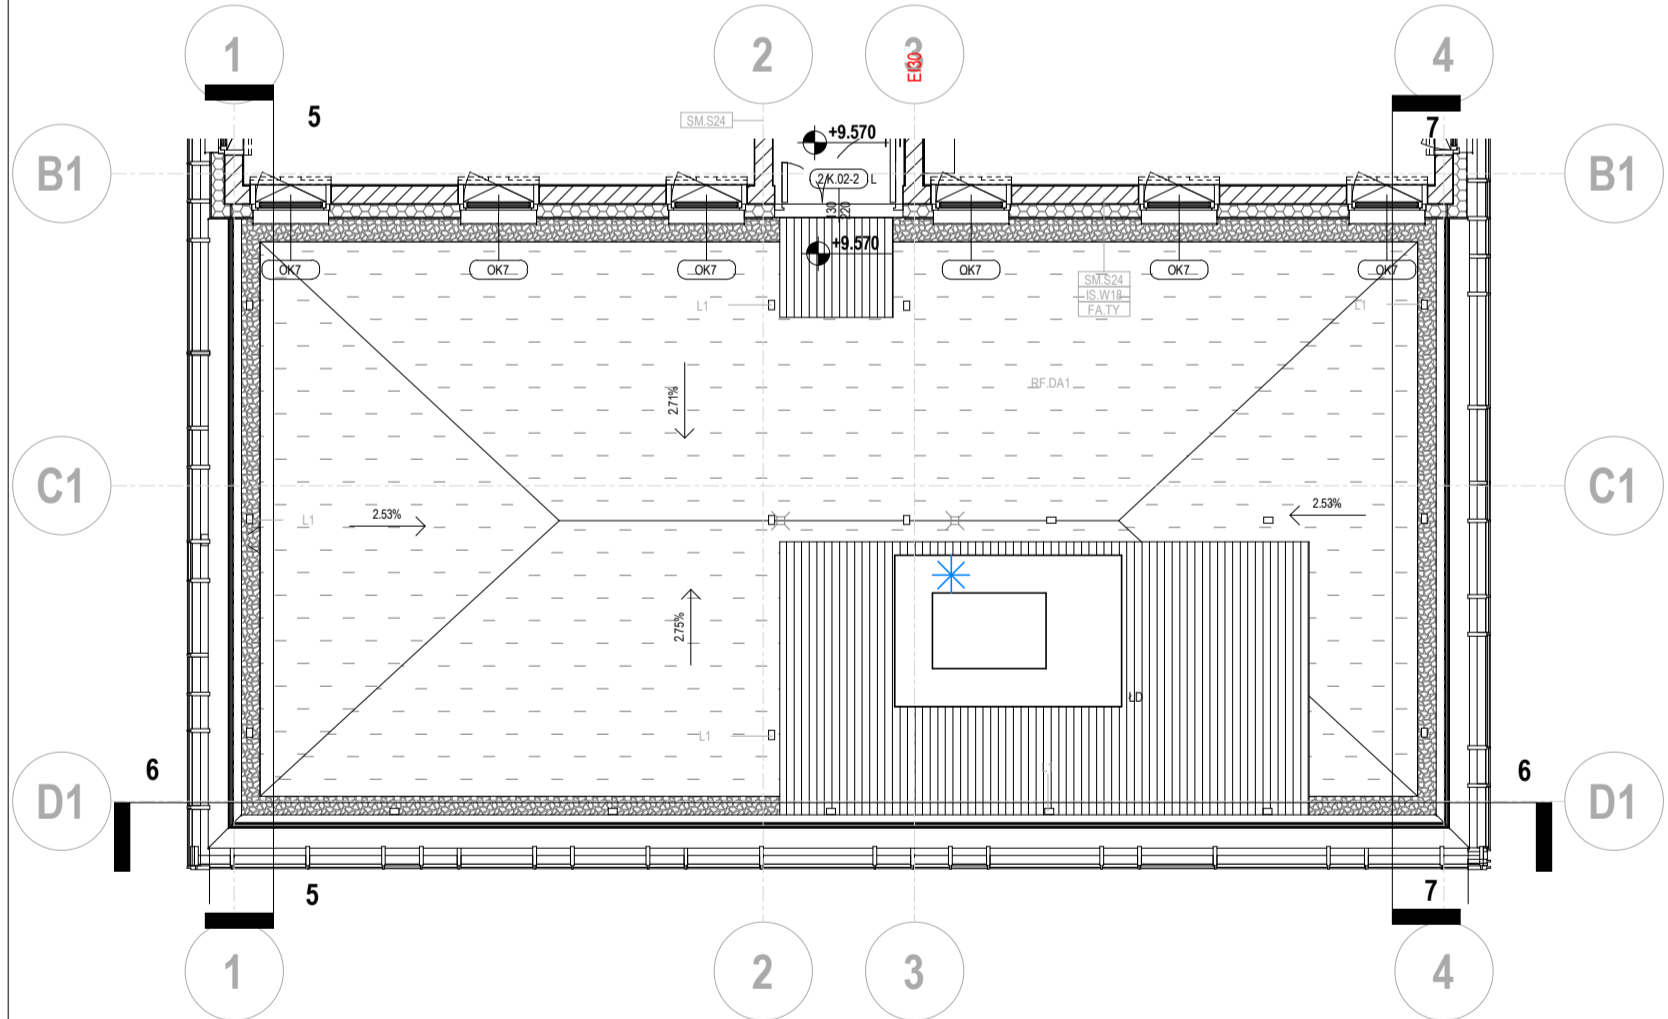 1
2
3
4
EI30
5
7
SM.S24
+9.570
B1
B1
2/K.02-2
L
130
220
+9.570
OK7
OK7
OK7
OK7
OK7
OK7
SM.S24
IS.W18
FA.TY
L1
L1
2.71%
RF.DA1
C1
C1
L1
2.53%
2.53%
2.75%
ŁD
L1
6
6
D1
D1
5
7
1
2
3
4